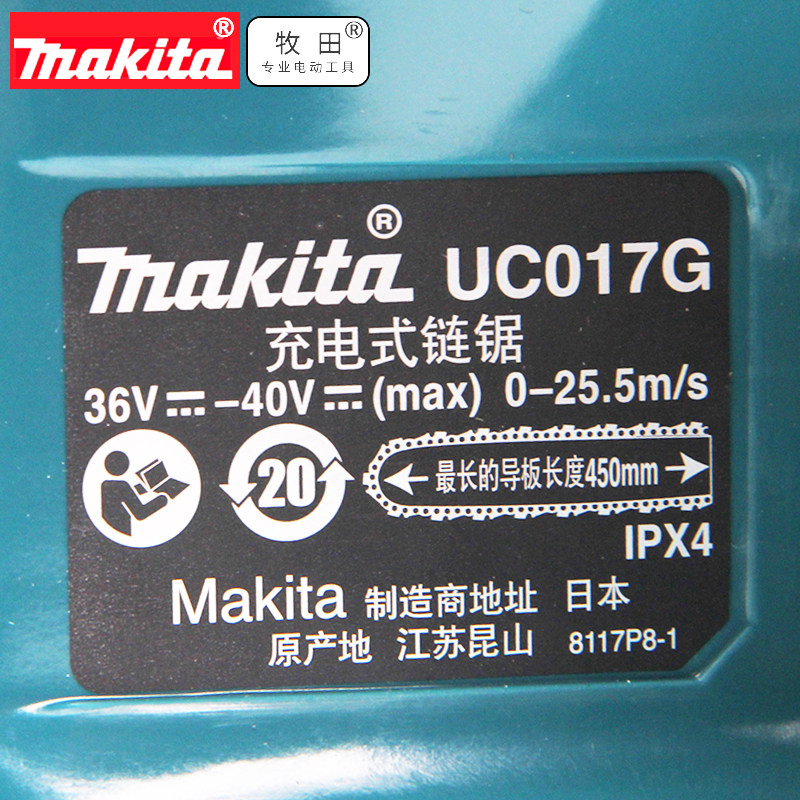 makita®
牧田®
专业电动工具
makita® UC017G
充电式链锯
36V⎓–40V⎓(max) 0–25.5m/s
20
最长的导板长度450mm
IPX4
Makita 制造商地址 日本
原产地 江苏昆山 8117P8-1